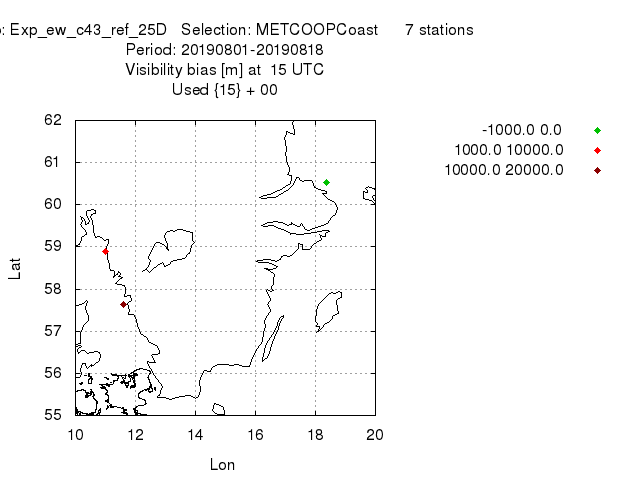 : Exp_ew_c43_ref_25D Selection: METCOOPCoast 7 stations
Period: 20190801-20190818
Visibility bias [m] at 15 UTC
Used {15} + 00
-1000.0 0.0
1000.0 10000.0
10000.0 20000.0
62
61
60
59
58
57
56
55
Lat
10 12 14 16 18 20
Lon